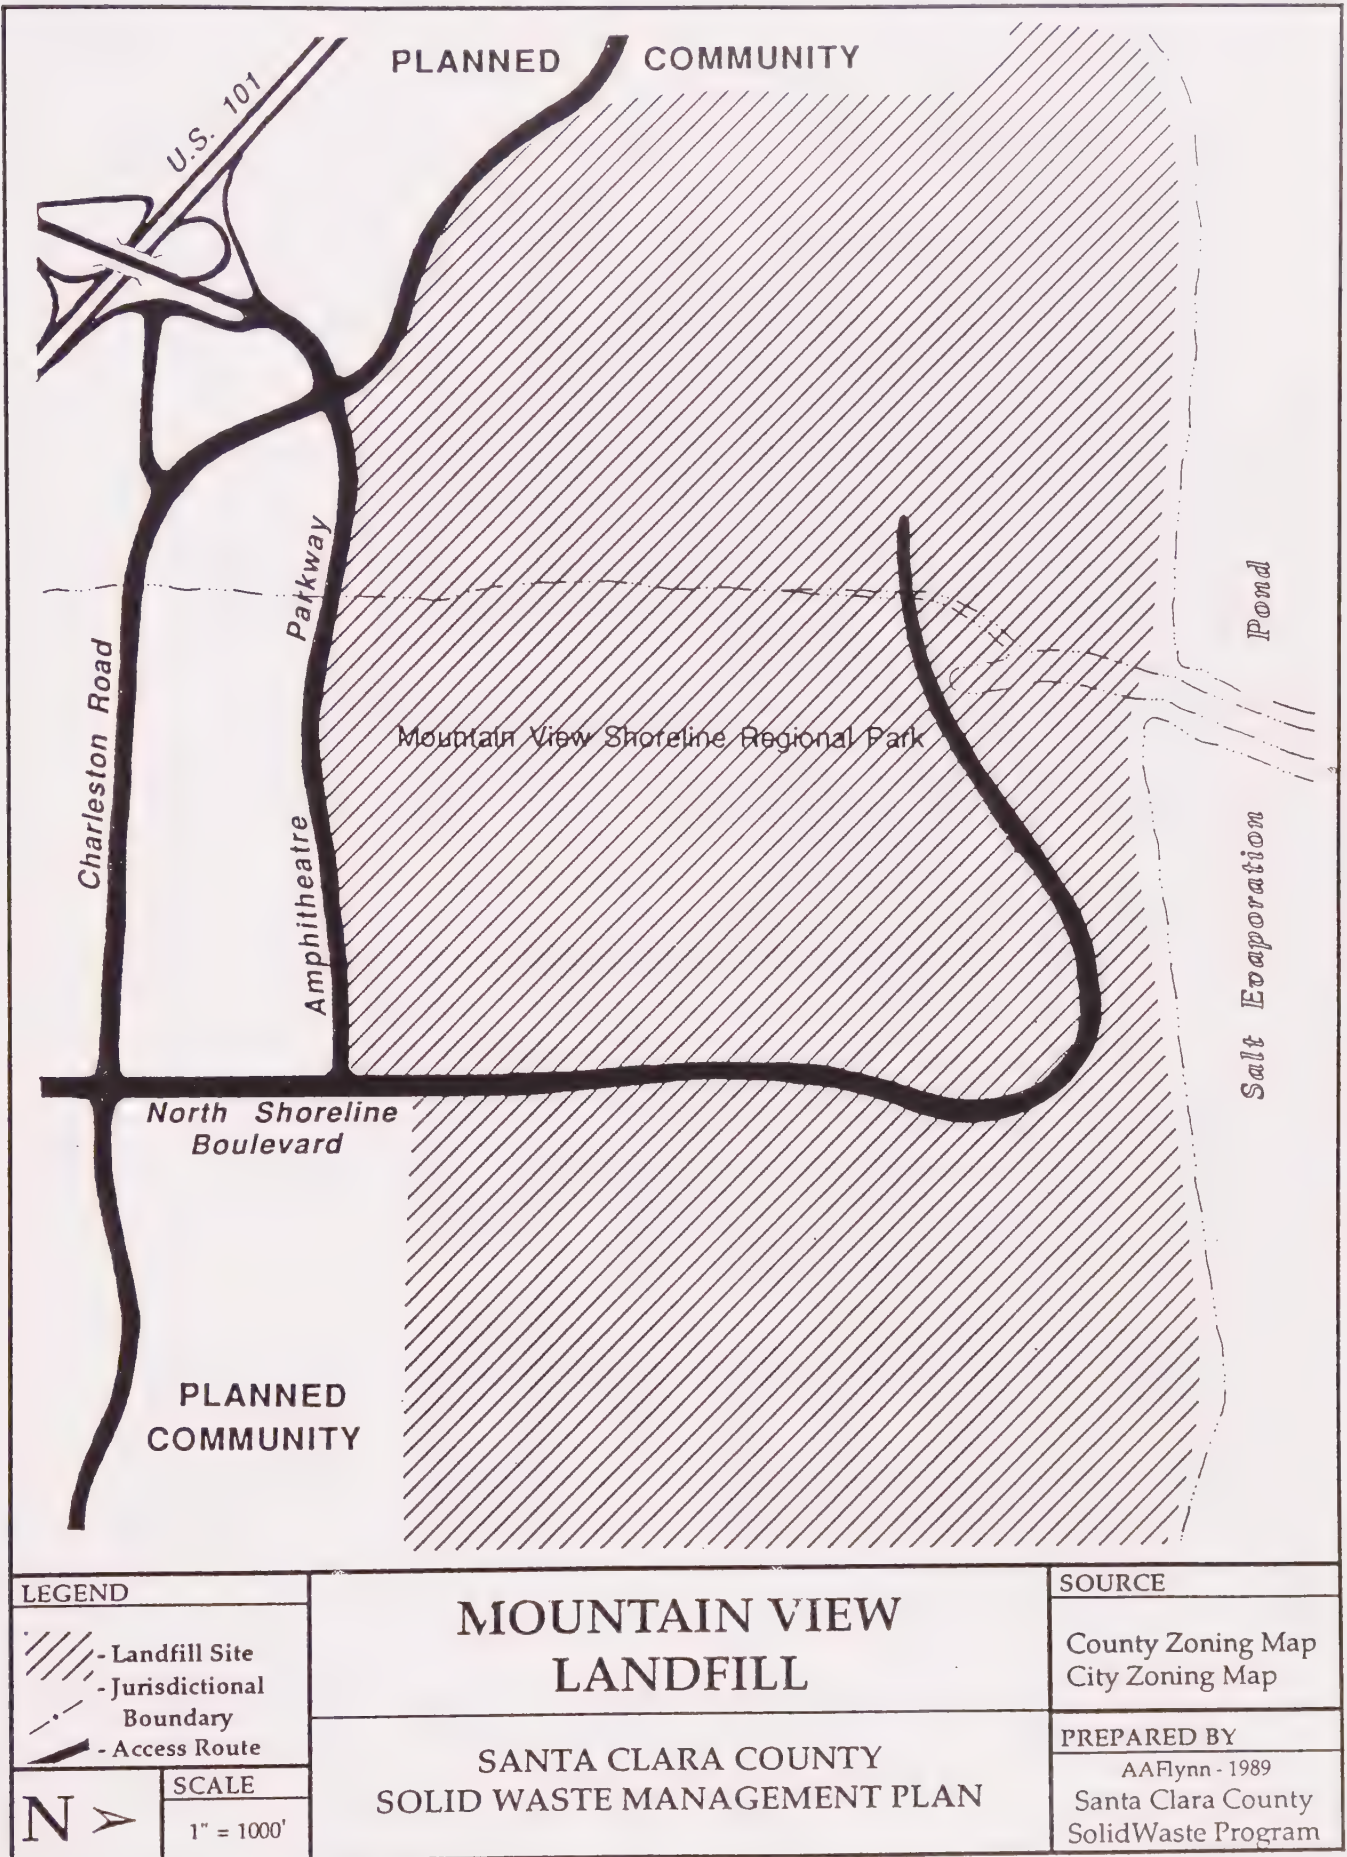 PLANNED COMMUNITY
U.S. 101
Parkway
Amphitheatre
Charleston Road
Mountain View Shoreline Regional Park
Pond
Salt Evaporation
North Shoreline
Boulevard
PLANNED
COMMUNITY
LEGEND
- Landfill Site
- Jurisdictional
Boundary
- Access Route
N
SCALE
1" = 1000'
MOUNTAIN VIEW
LANDFILL
SANTA CLARA COUNTY
SOLID WASTE MANAGEMENT PLAN
SOURCE
County Zoning Map
City Zoning Map
PREPARED BY
AAFlynn - 1989
Santa Clara County
SolidWaste Program